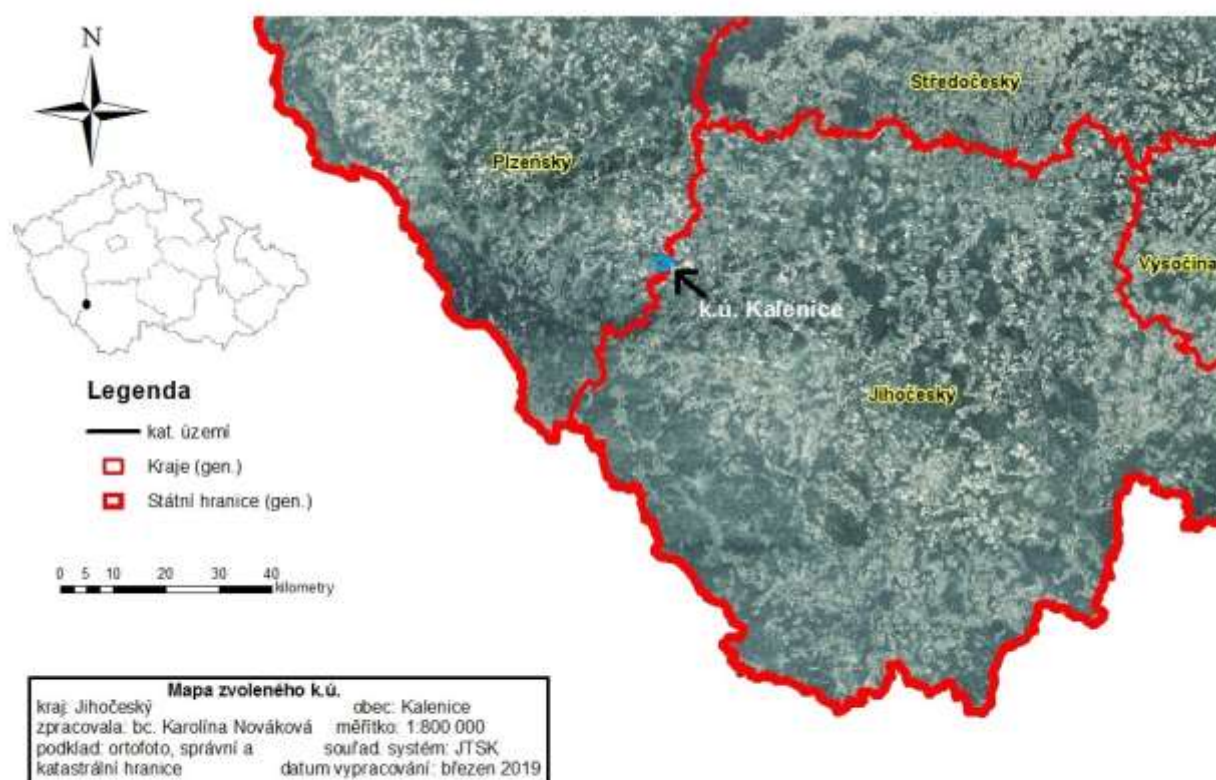 N
Středočeský
Plzeňský
Vysočina
k.ú. Kalenice
Jihočeský
Legenda
kat. území
Kraje (gen.)
Státní hranice (gen.)
0 5 10 20 30 40
kilometry
Mapa zvoleného k.ú.
kraj: Jihočeský obec: Kalenice
zpracovala: bc. Karolína Nováková měřítko: 1:800 000
podklad: ortofoto, správní a souřad. systém: JTSK
katastrální hranice datum vypracování: březen 2019